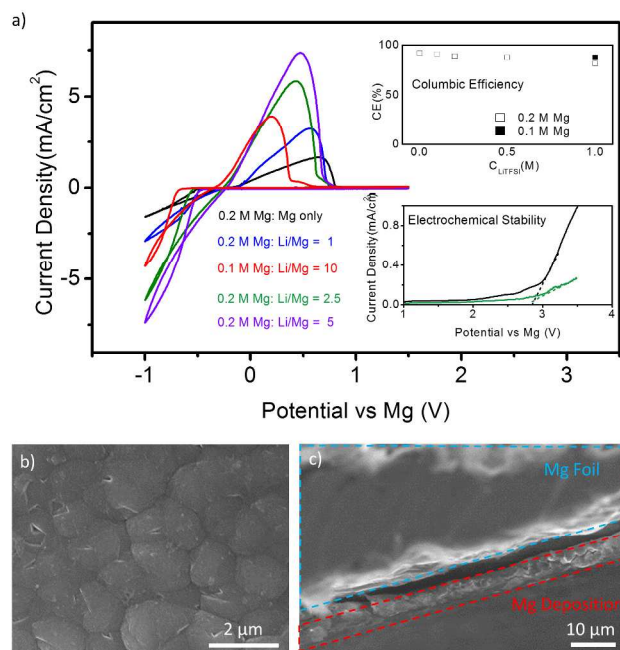 a)
Current Density(mA/cm²)
5
0
-5
-1
0
1
2
3
Potential vs Mg (V)
0.2 M Mg: Mg only
0.2 M Mg: Li/Mg = 1
0.1 M Mg: Li/Mg = 10
0.2 M Mg: Li/Mg = 2.5
0.2 M Mg: Li/Mg = 5
CE(%)
100
50
0
Columbic Efficiency
0.2 M Mg
0.1 M Mg
0.0
0.5
1.0
C_LiTFSI(M)
Current Density (mA/cm²)
0.8
0.4
0.0
Electrochemical Stability
1
2
3
4
Potential vs Mg (V)
b)
2 µm
c)
Mg Foil
Mg Deposition
10 µm